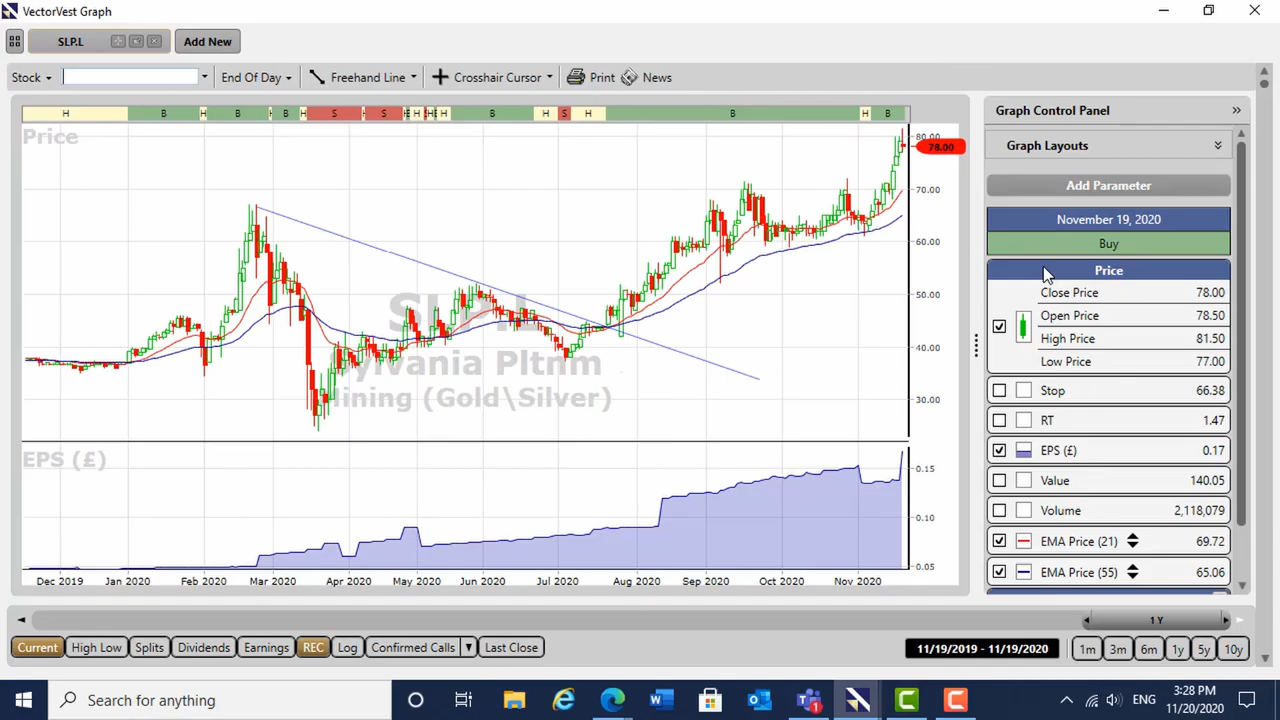 VectorVest Graph
SLP.L Add New
Stock End Of Day Freehand Line Crosshair Cursor Print News
H B H B H B H S H S H E H S H E H B H S H B H B
Price
80.00
78.00
70.00
60.00
50.00
40.00
30.00
SLP.L
Sylvania Pltnm
Mining (Gold\Silver)
EPS (£)
0.15
0.10
0.05
Dec 2019 Jan 2020 Feb 2020 Mar 2020 Apr 2020 May 2020 Jun 2020 Jul 2020 Aug 2020 Sep 2020 Oct 2020 Nov 2020
Graph Control Panel
Graph Layouts
Add Parameter
November 19, 2020
Buy
Price
Close Price 78.00
Open Price 78.50
High Price 81.50
Low Price 77.00
Stop 66.38
RT 1.47
EPS (£) 0.17
Value 140.05
Volume 2,118,079
EMA Price (21) 69.72
EMA Price (55) 65.06
1 Y
Current High Low Splits Dividends Earnings REC Log Confirmed Calls Last Close 11/19/2019 - 11/19/2020 1m 3m 6m 1y 5y 10y
Search for anything
ENG
3:28 PM
11/20/2020